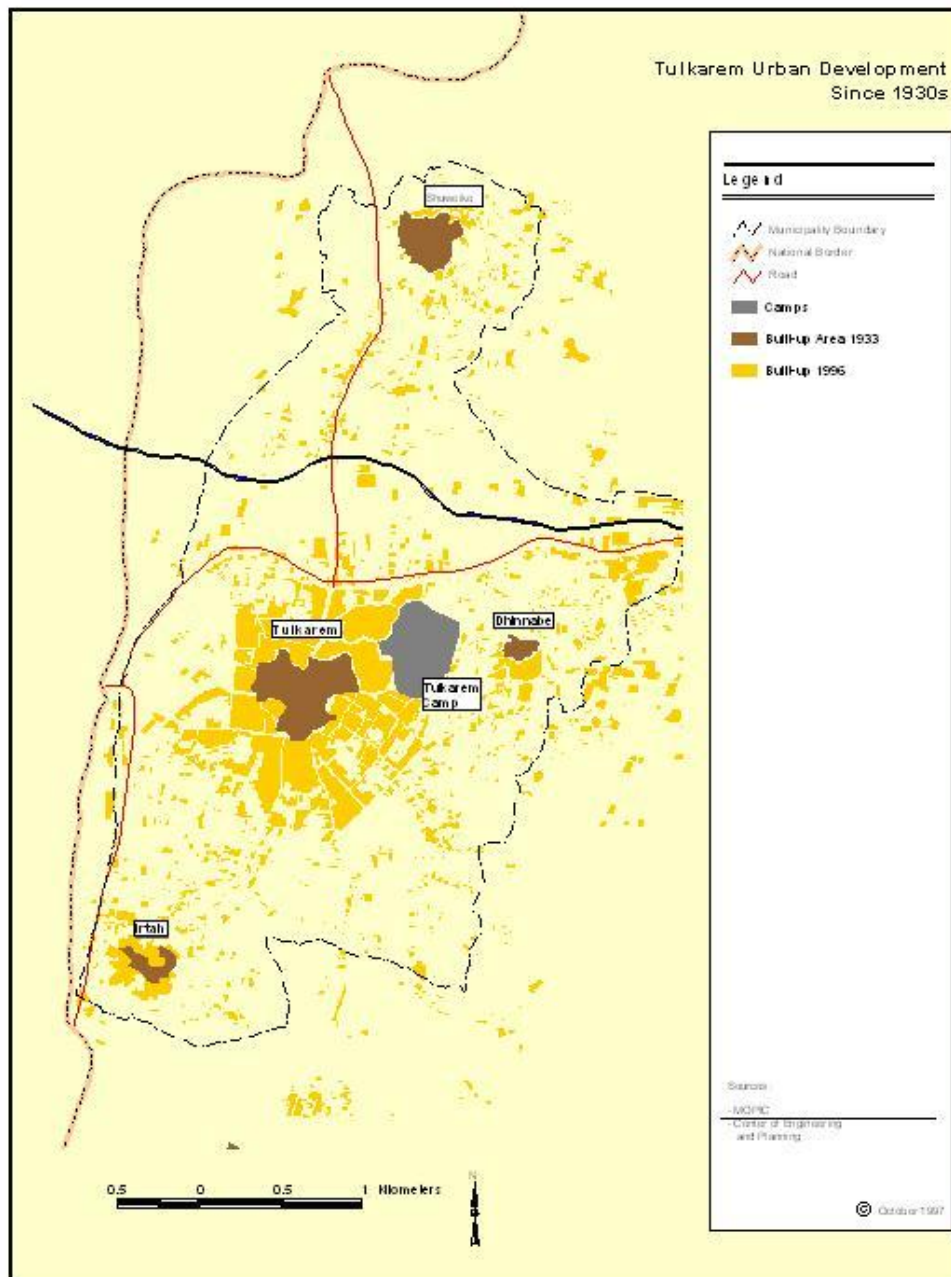 Tulkarem Urban Development
Since 1930s
Legend
Municipality Boundary
National Border
Road
Camps
Built-up Area 1933
Built-up 1996
Shuweika
Tulkarem
Dhinnabe
Tulkarem
Camp
Irtah
Sources
- MOPIC
- Center of Engineering
and Planning
0.5 0 0.5 1 Kilometers
N
© October 1997